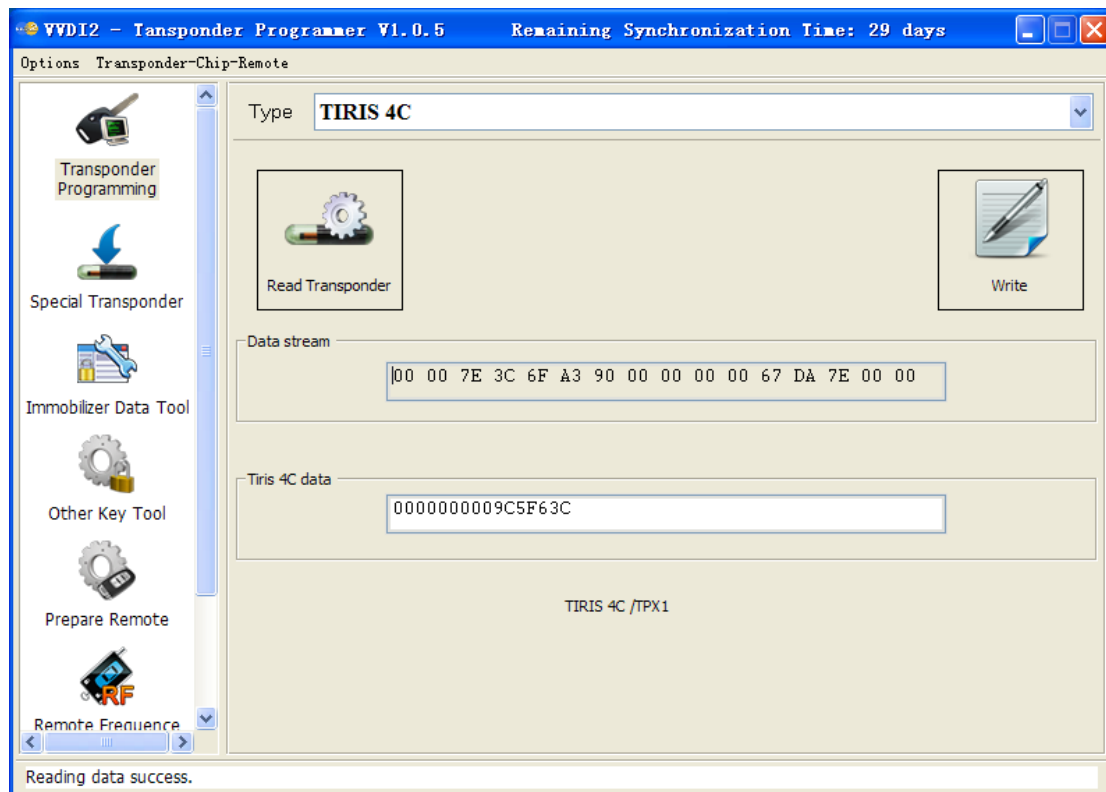 VVDI2 - Tansponder Programmer V1.0.5 Remaining Synchronization Time: 29 days
Options Transponder-Chip-Remote
Transponder
Programming
Special Transponder
Immobilizer Data Tool
Other Key Tool
Prepare Remote
RF
Remote Frequence
Type TIRIS 4C
Read Transponder
Write
Data stream
00 00 7E 3C 6F A3 90 00 00 00 00 67 DA 7E 00 00
Tiris 4C data
0000000009C5F63C
TIRIS 4C /TPX1
Reading data success.